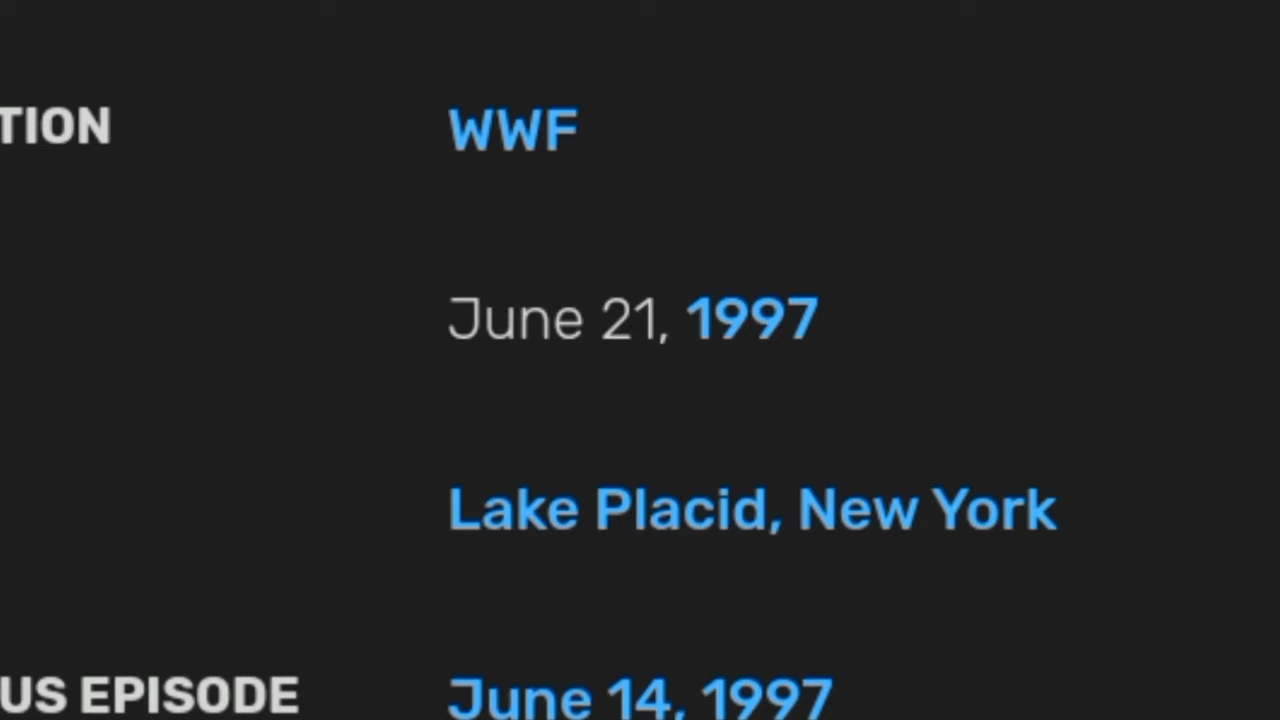 TION WWF
June 21, 1997
Lake Placid, New York
US EPISODE June 14, 1997